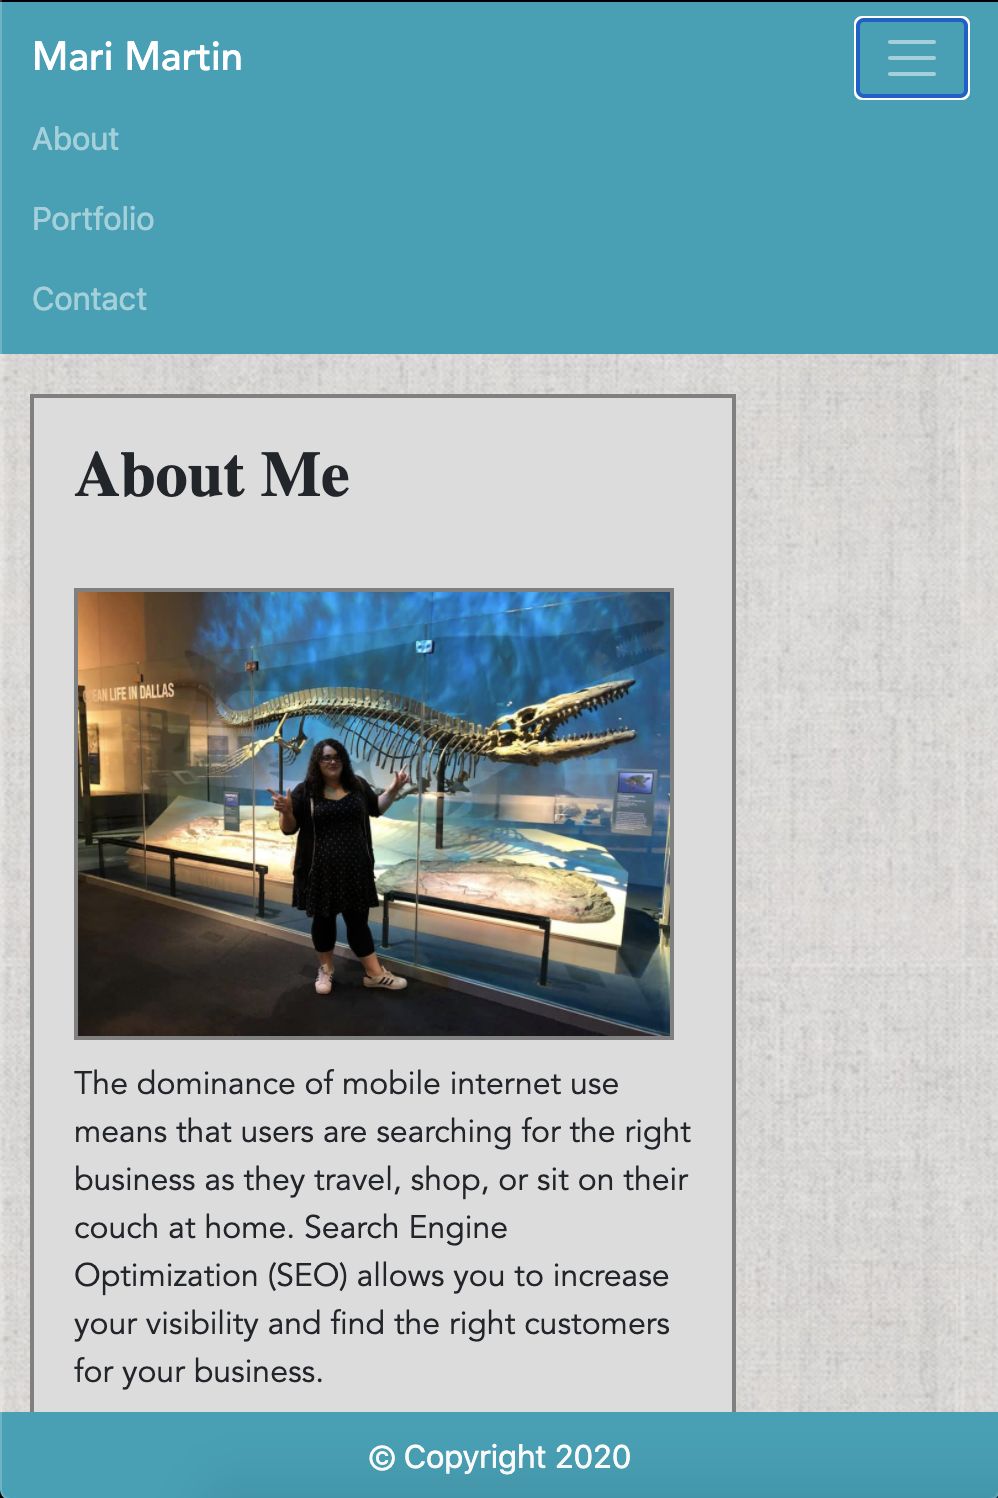 Mari Martin
About
Portfolio
Contact
About Me
EAN LIFE IN DALLAS
The dominance of mobile internet use
means that users are searching for the right
business as they travel, shop, or sit on their
couch at home. Search Engine
Optimization (SEO) allows you to increase
your visibility and find the right customers
for your business.
© Copyright 2020